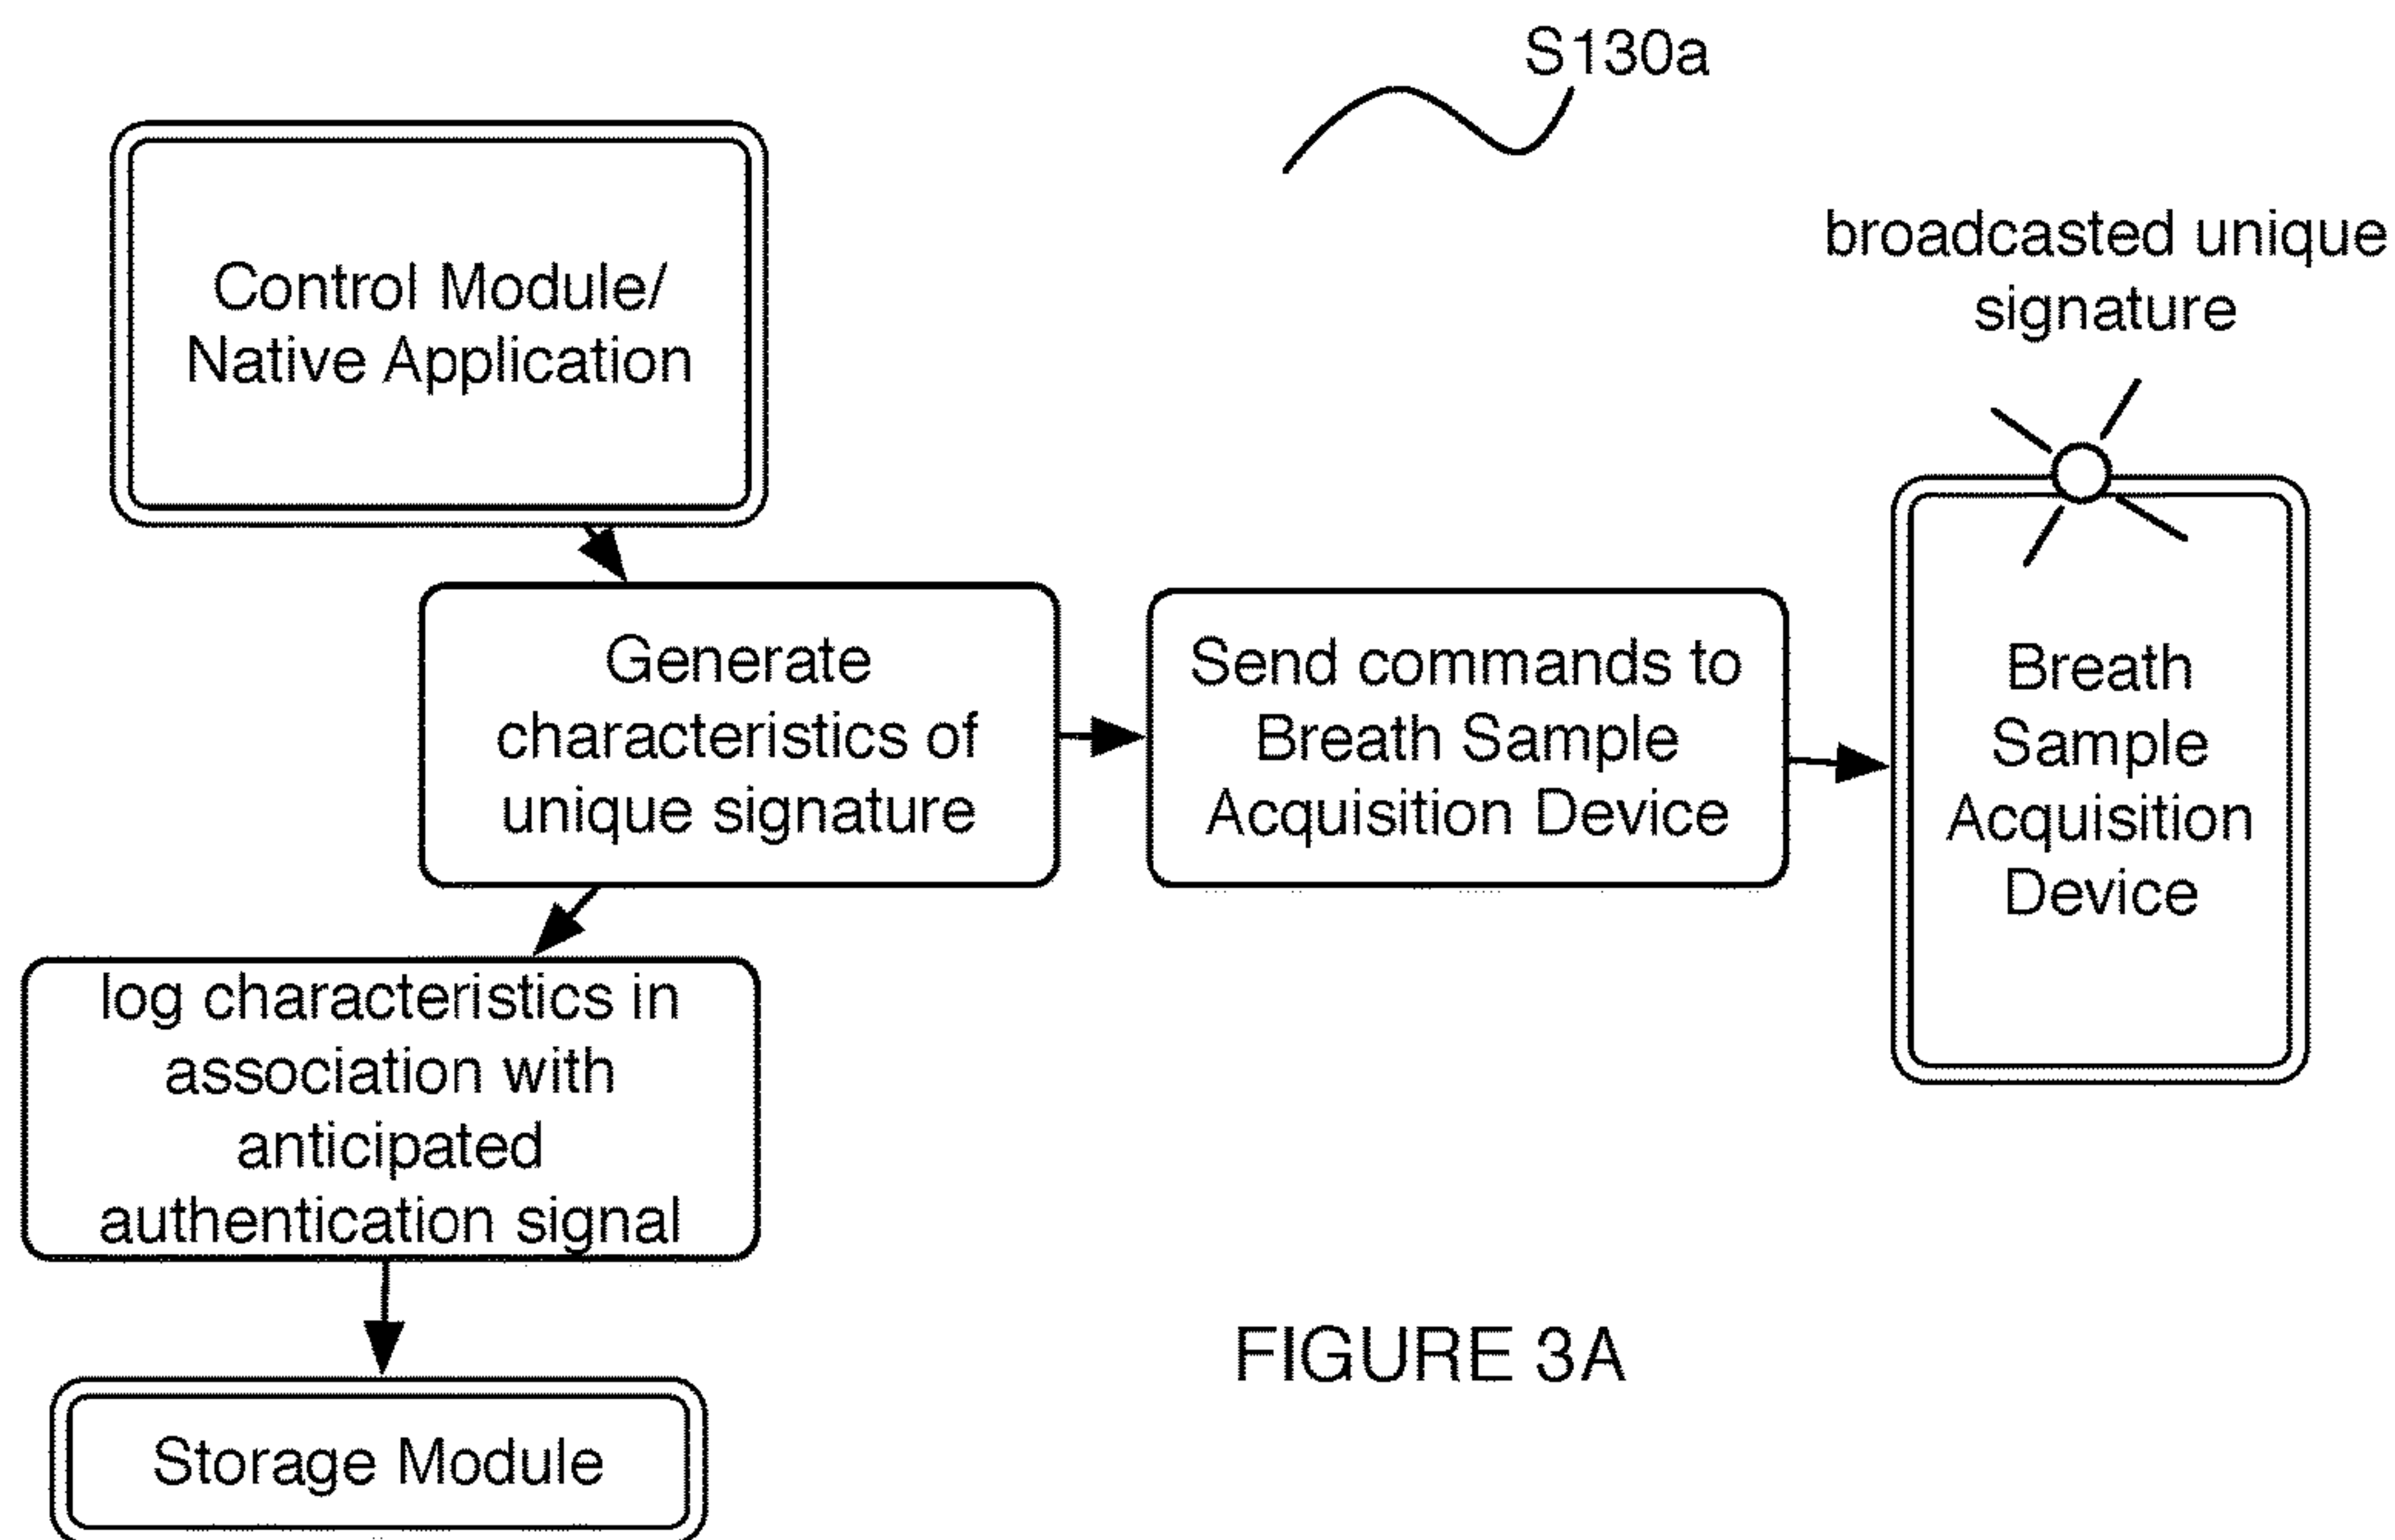 S130a
Control Module/
Native Application
broadcasted unique
signature
Generate
characteristics of
unique signature
Send commands to
Breath Sample
Acquisition Device
Breath
Sample
Acquisition
Device
log characteristics in
association with
anticipated
authentication signal
Storage Module
FIGURE 3A